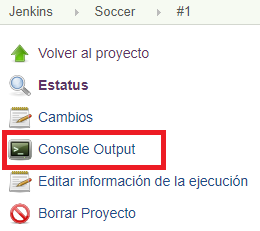 Jenkins Soccer #1
Volver al proyecto
Estatus
Cambios
Console Output
Editar información de la ejecución
Borrar Proyecto